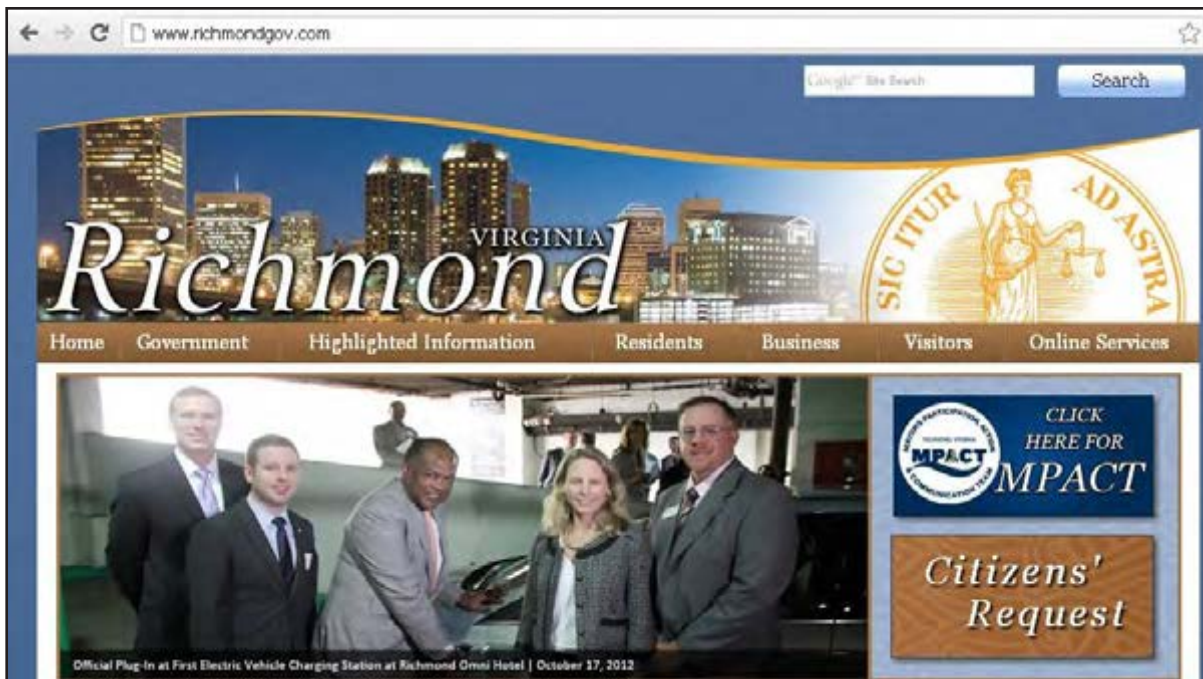 www.richmondgov.com
Google™ Site Search
Search
VIRGINIA
Richmond
SIC ITUR AD ASTRA
Home Government Highlighted Information Residents Business Visitors Online Services
CLICK
HERE FOR
MPACT
MPACT
Citizens'
Request
Official Plug-In at First Electric Vehicle Charging Station at Richmond Omni Hotel | October 17, 2012